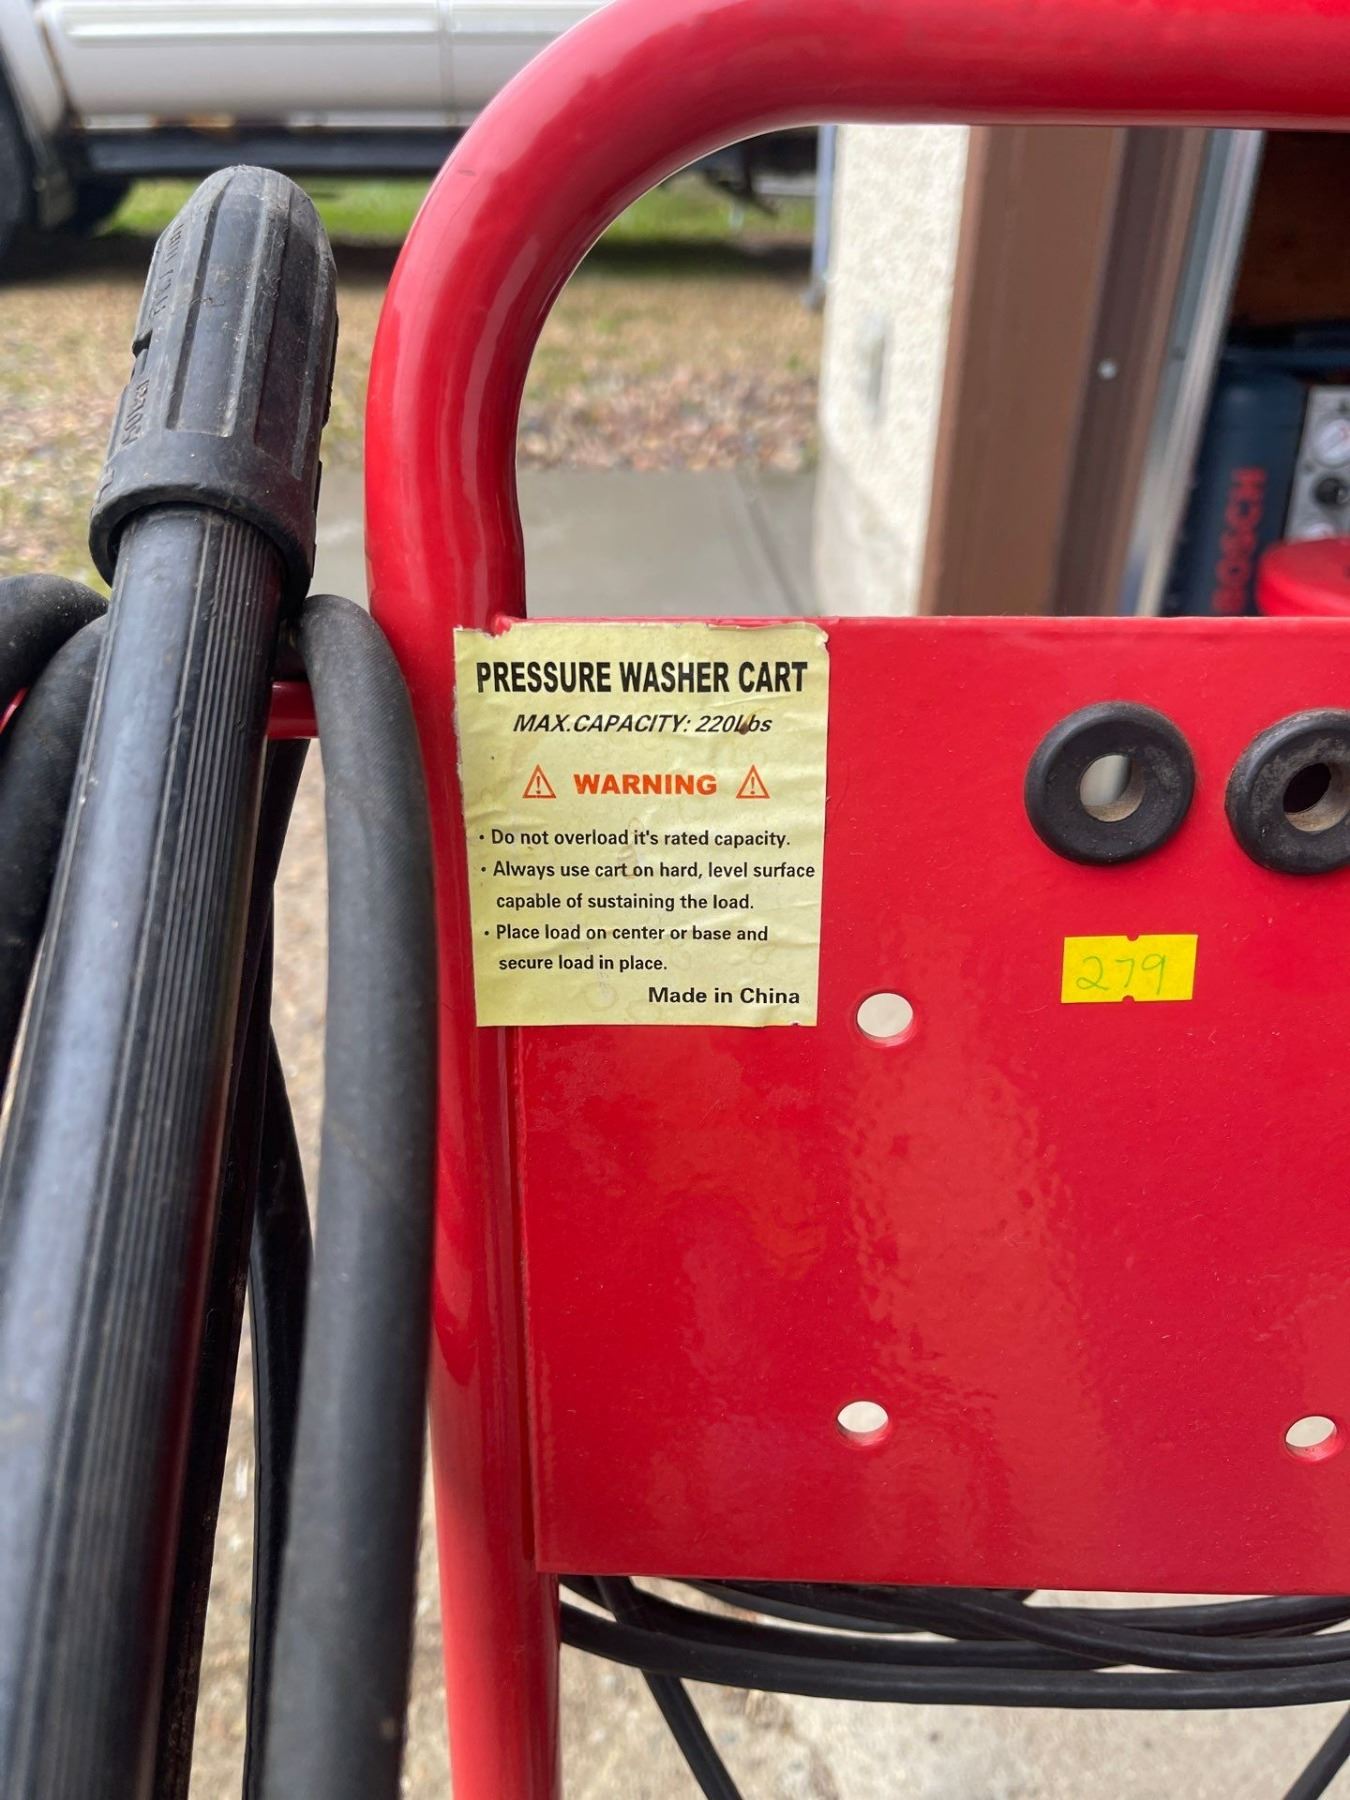 PRESSURE WASHER CART
MAX.CAPACITY: 220Lbs
WARNING
• Do not overload it's rated capacity.
• Always use cart on hard, level surface
capable of sustaining the load.
• Place load on center or base and
secure load in place.
Made in China
279
BOSCH